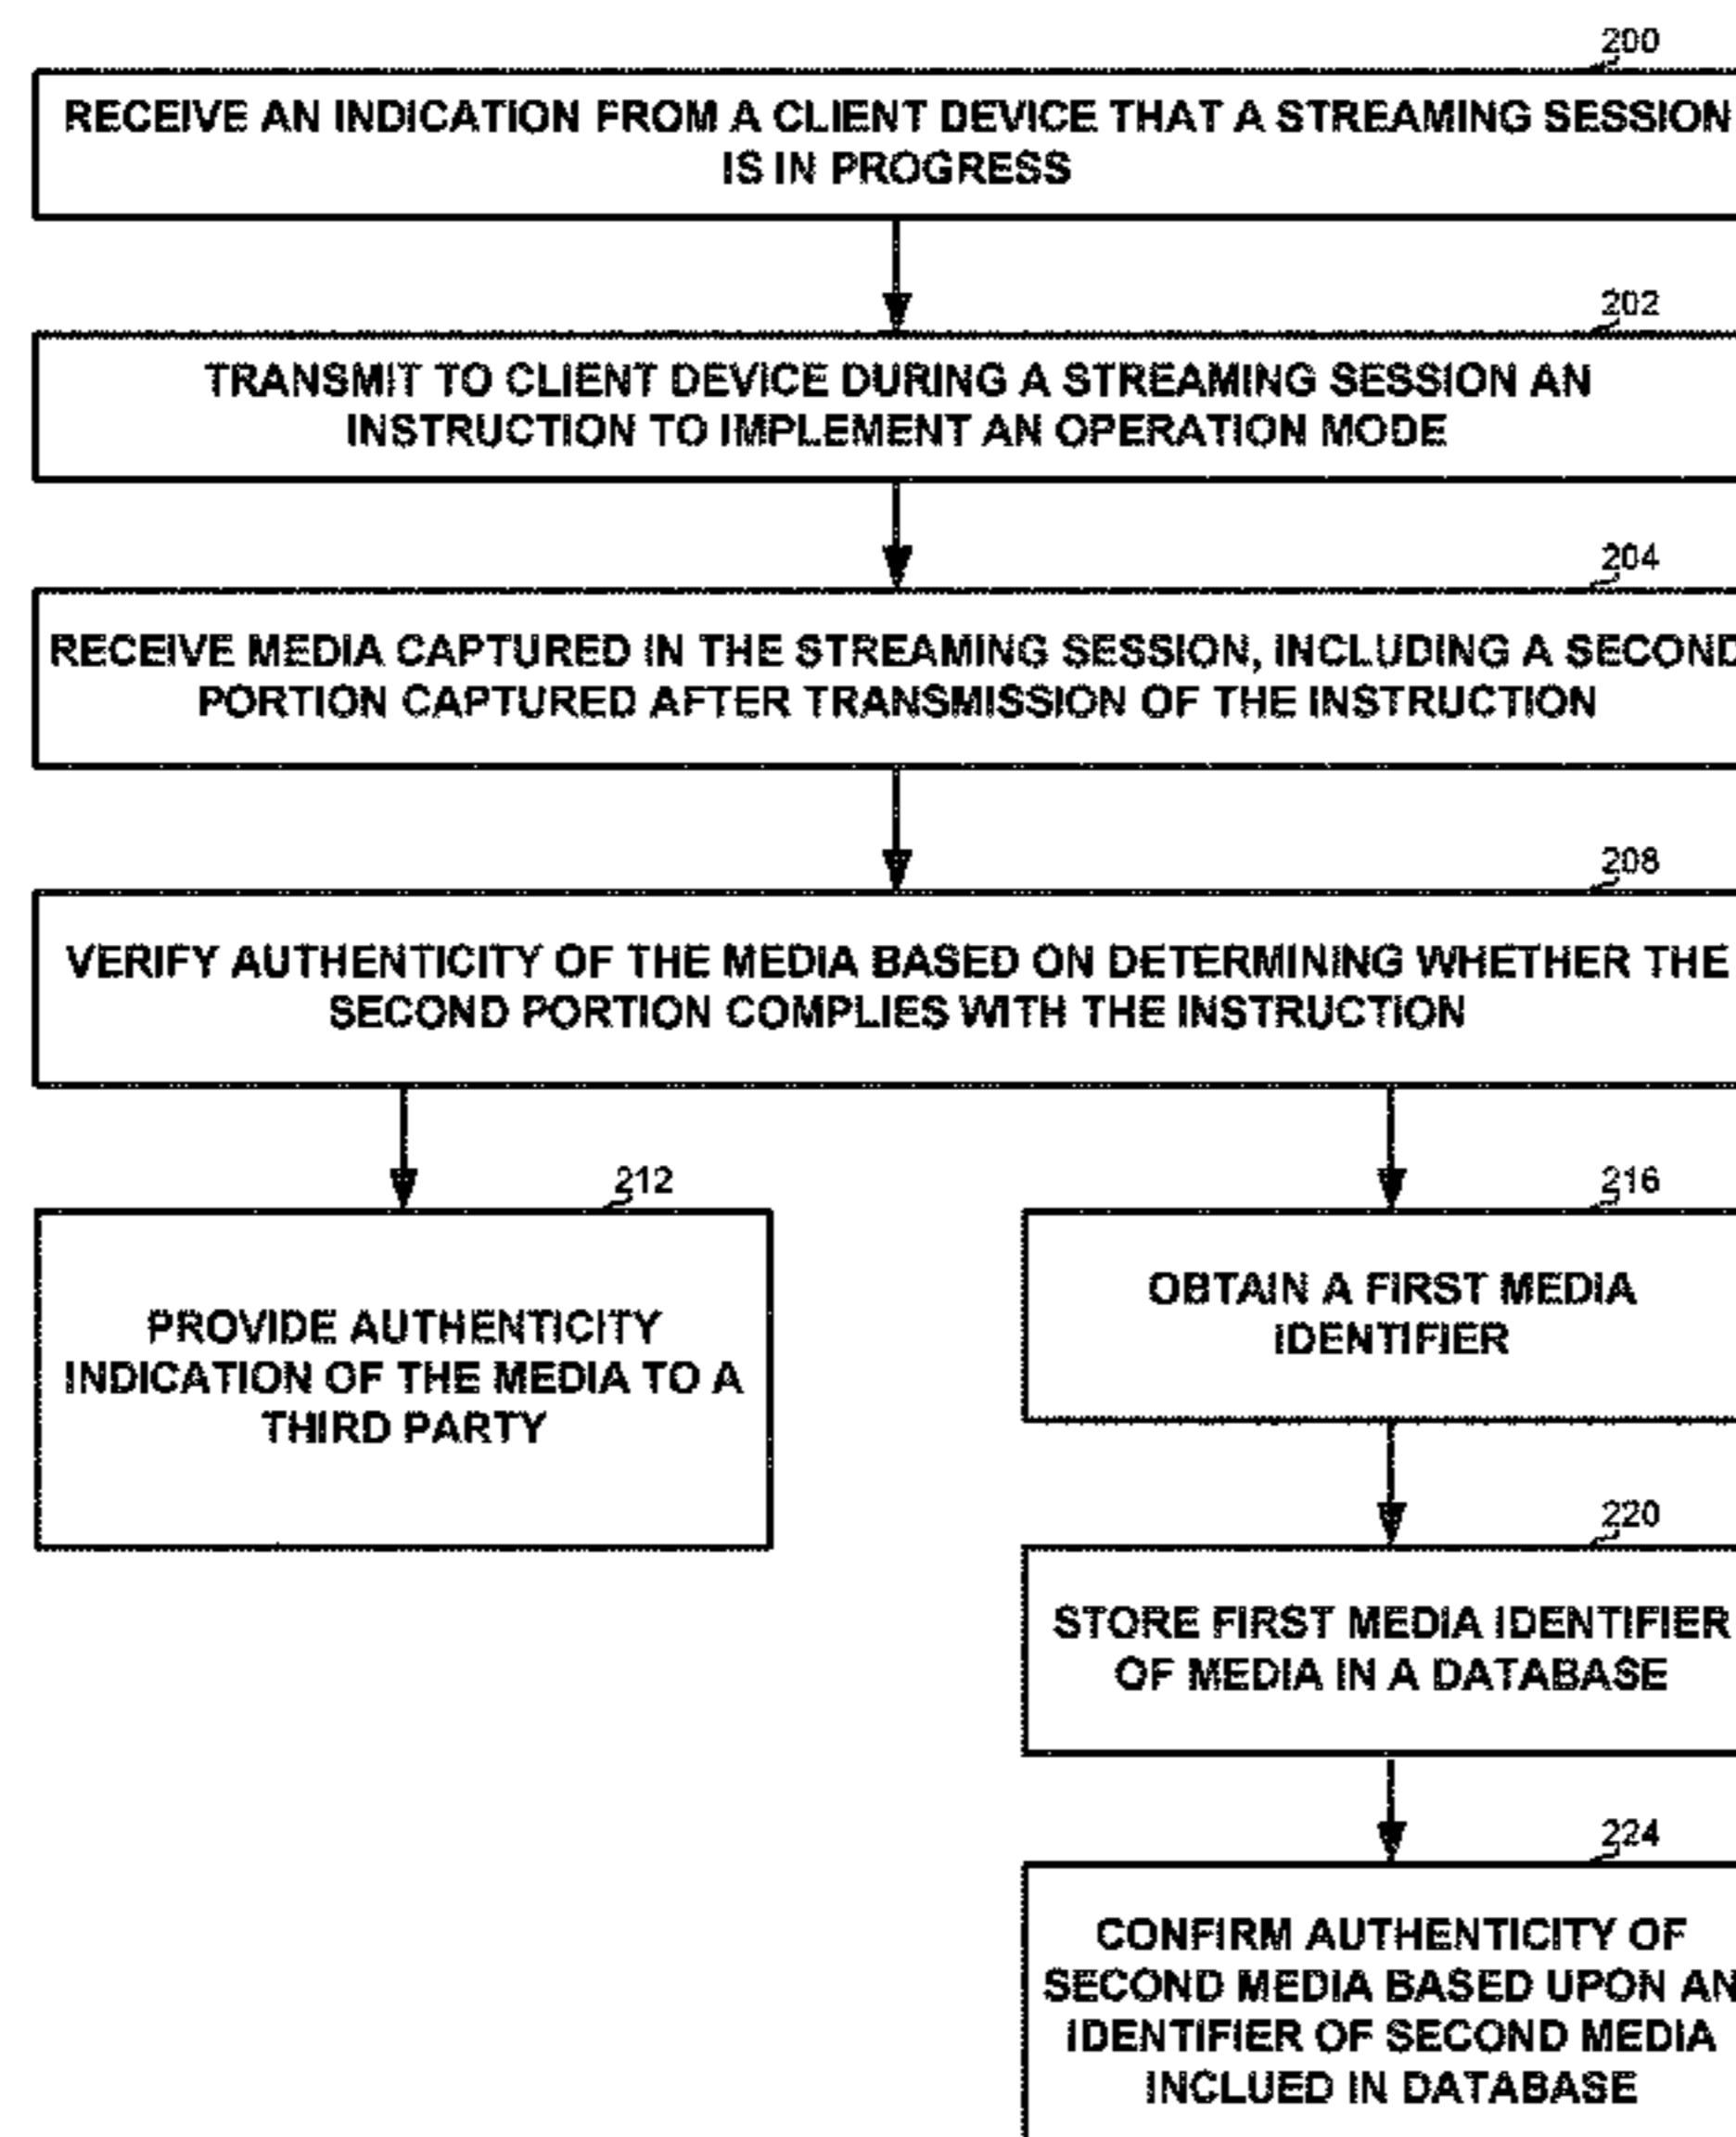 200
RECEIVE AN INDICATION FROM A CLIENT DEVICE THAT A STREAMING SESSION
IS IN PROGRESS
202
TRANSMIT TO CLIENT DEVICE DURING A STREAMING SESSION AN
INSTRUCTION TO IMPLEMENT AN OPERATION MODE
204
RECEIVE MEDIA CAPTURED IN THE STREAMING SESSION, INCLUDING A SECOND
PORTION CAPTURED AFTER TRANSMISSION OF THE INSTRUCTION
208
VERIFY AUTHENTICITY OF THE MEDIA BASED ON DETERMINING WHETHER THE
SECOND PORTION COMPLIES WITH THE INSTRUCTION
212
PROVIDE AUTHENTICITY
INDICATION OF THE MEDIA TO A
THIRD PARTY
216
OBTAIN A FIRST MEDIA
IDENTIFIER
220
STORE FIRST MEDIA IDENTIFIER
OF MEDIA IN A DATABASE
224
CONFIRM AUTHENTICITY OF
SECOND MEDIA BASED UPON AN
IDENTIFIER OF SECOND MEDIA
INCLUED IN DATABASE